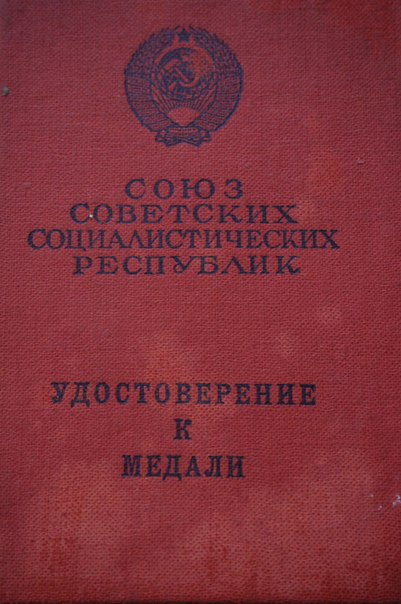 СОЮЗ
СОВЕТСКИХ
СОЦИАЛИСТИЧЕСКИХ
РЕСПУБЛИК
УДОСТОВЕРЕНИЕ
К
МЕДАЛИ